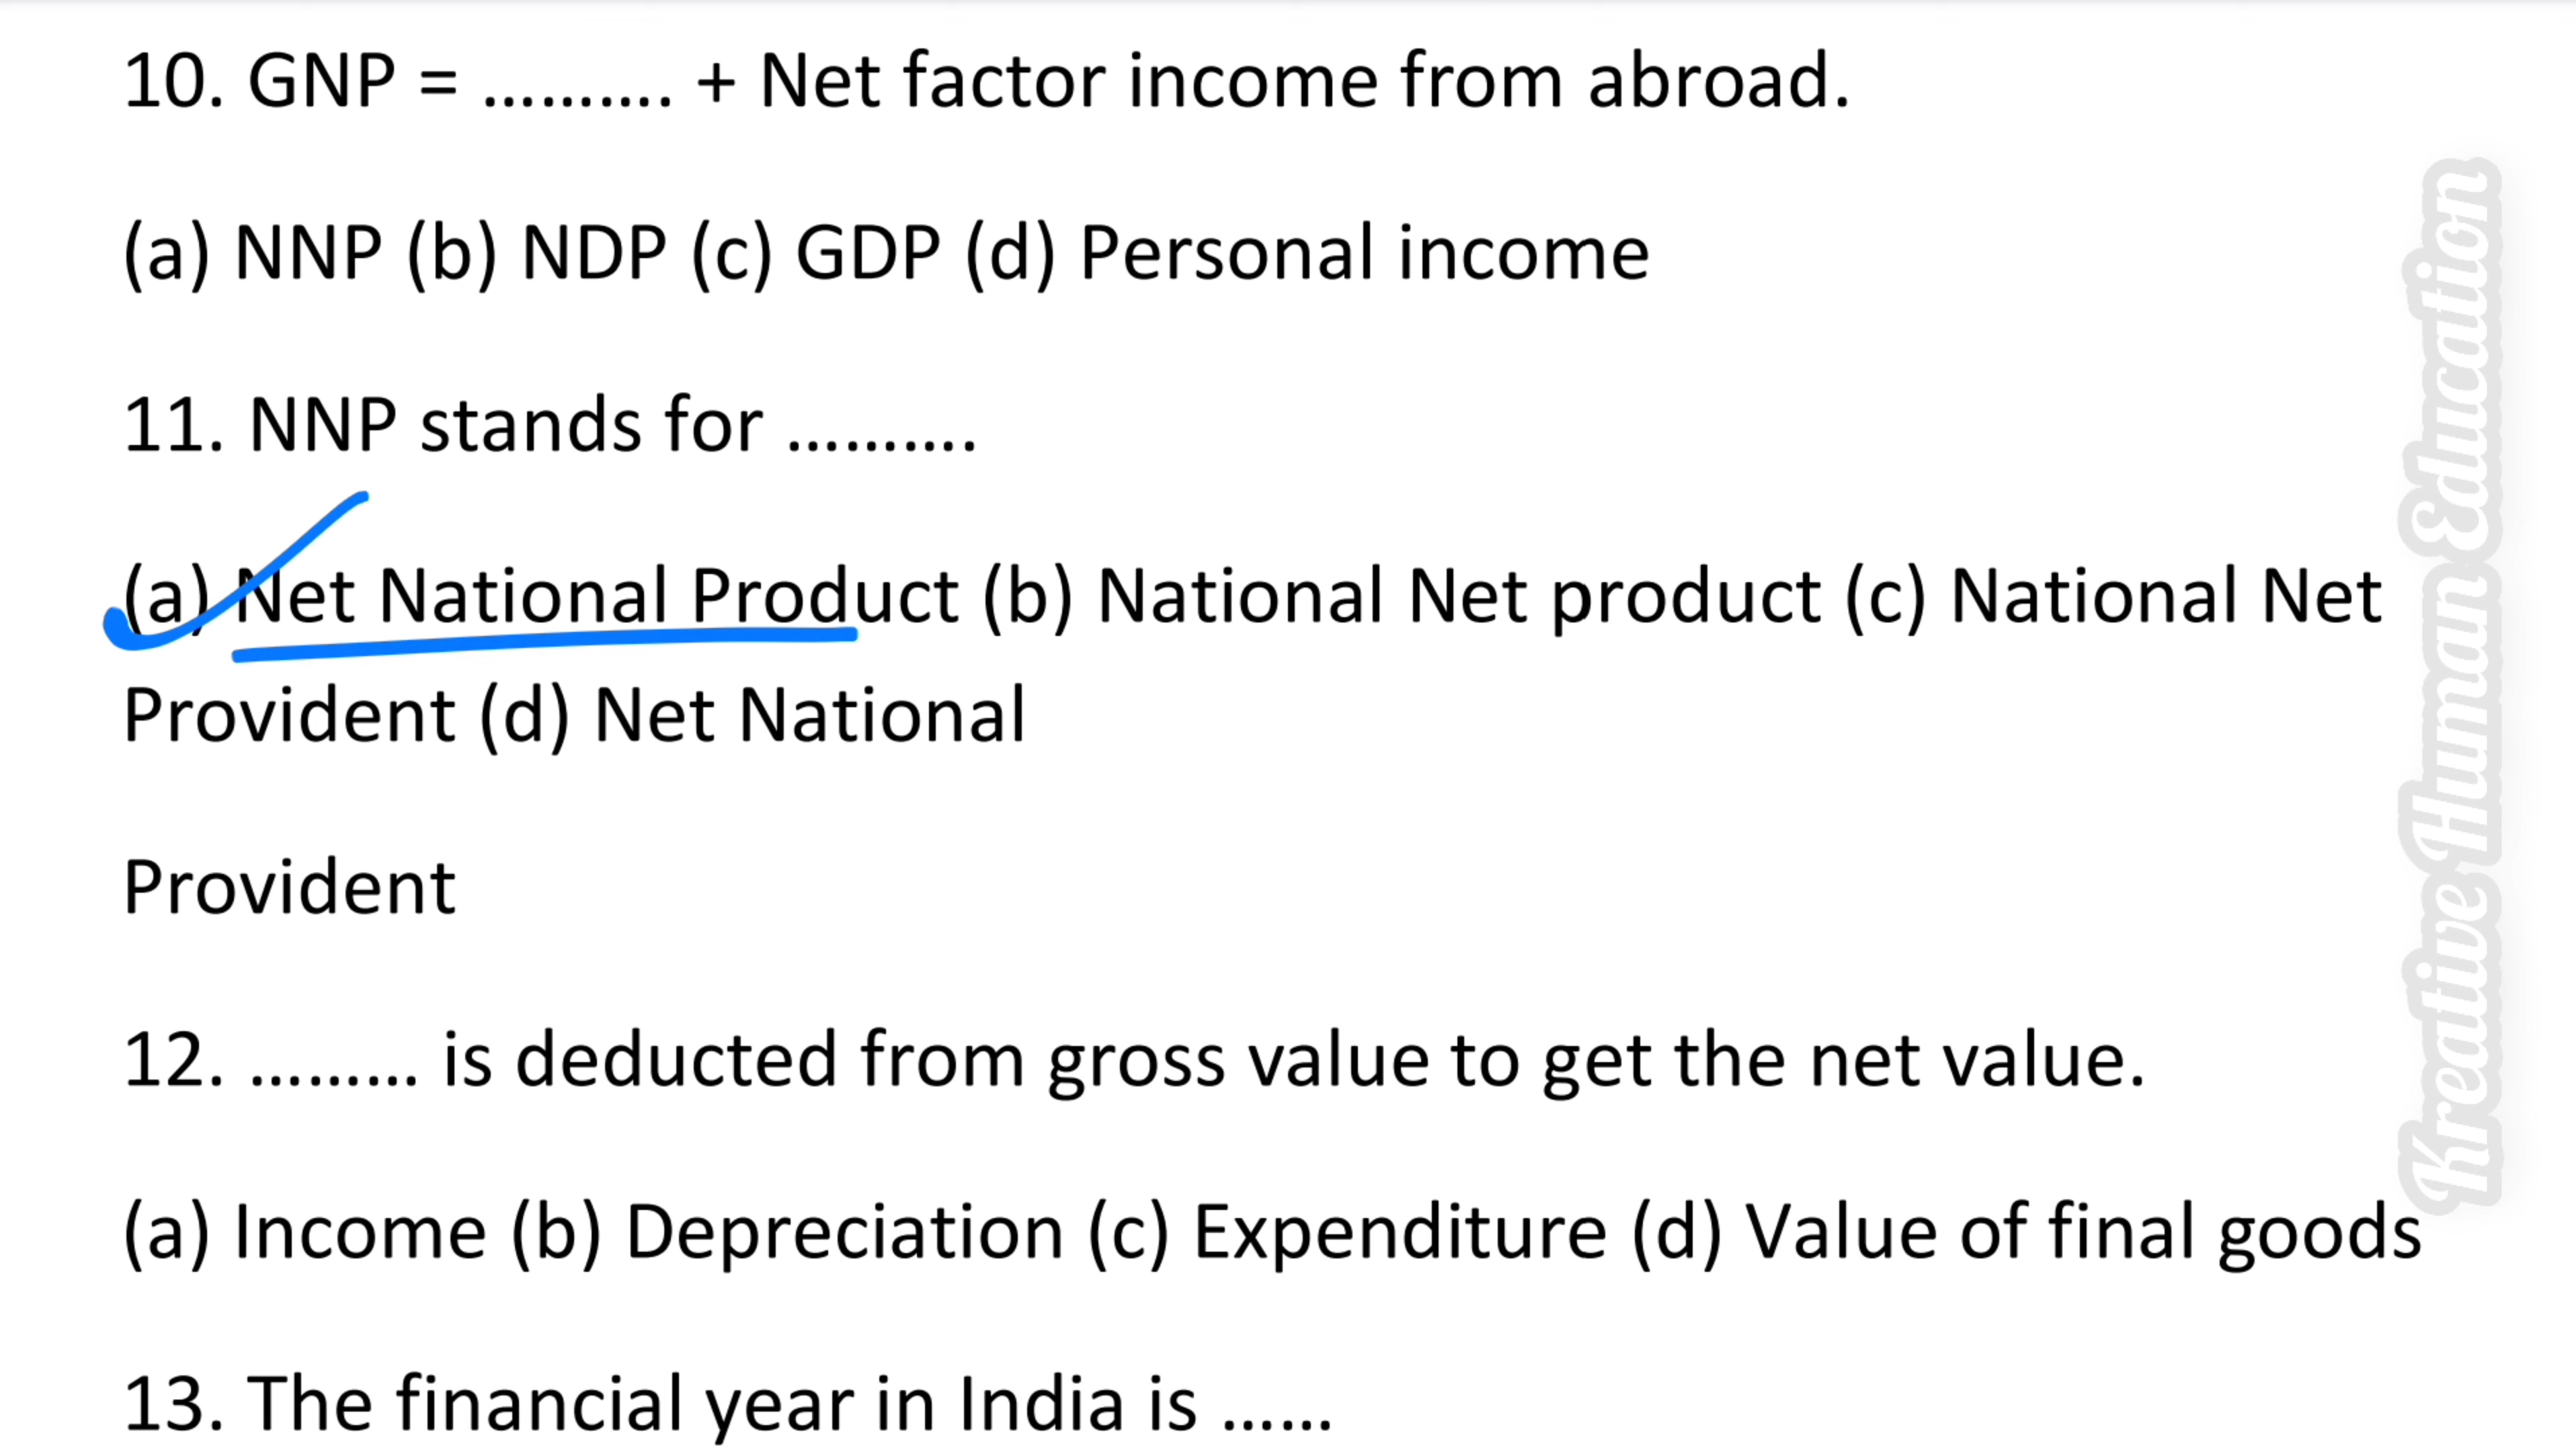 10. GNP = .......... + Net factor income from abroad.
(a) NNP (b) NDP (c) GDP (d) Personal income
11. NNP stands for ..........
(a) Net National Product (b) National Net product (c) National Net
Provident (d) Net National
Provident
12. ......... is deducted from gross value to get the net value.
(a) Income (b) Depreciation (c) Expenditure (d) Value of final goods
13. The financial year in India is ......
Kreative Human Education